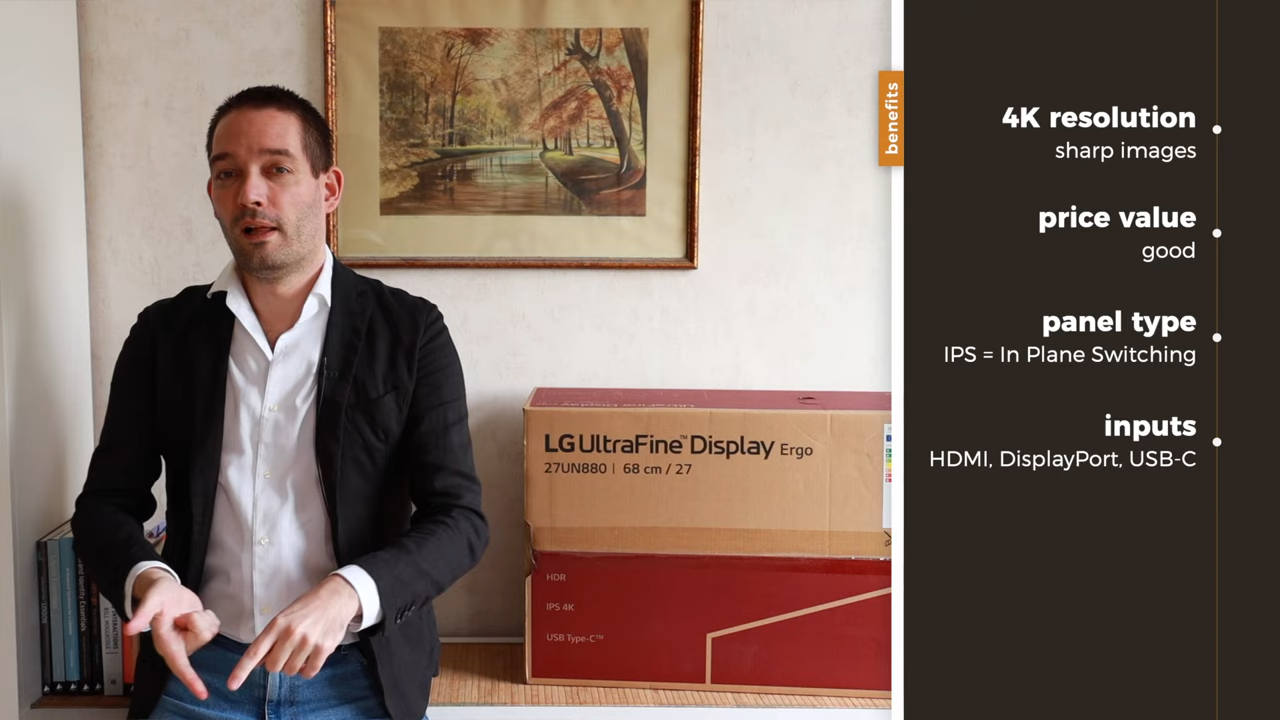 benefits
4K resolution
sharp images
price value
good
panel type
IPS = In Plane Switching
inputs
HDMI, DisplayPort, USB-C
LG UltraFine™ Display Ergo
27UN880 | 68 cm / 27
HDR
IPS 4K
USB Type-C™